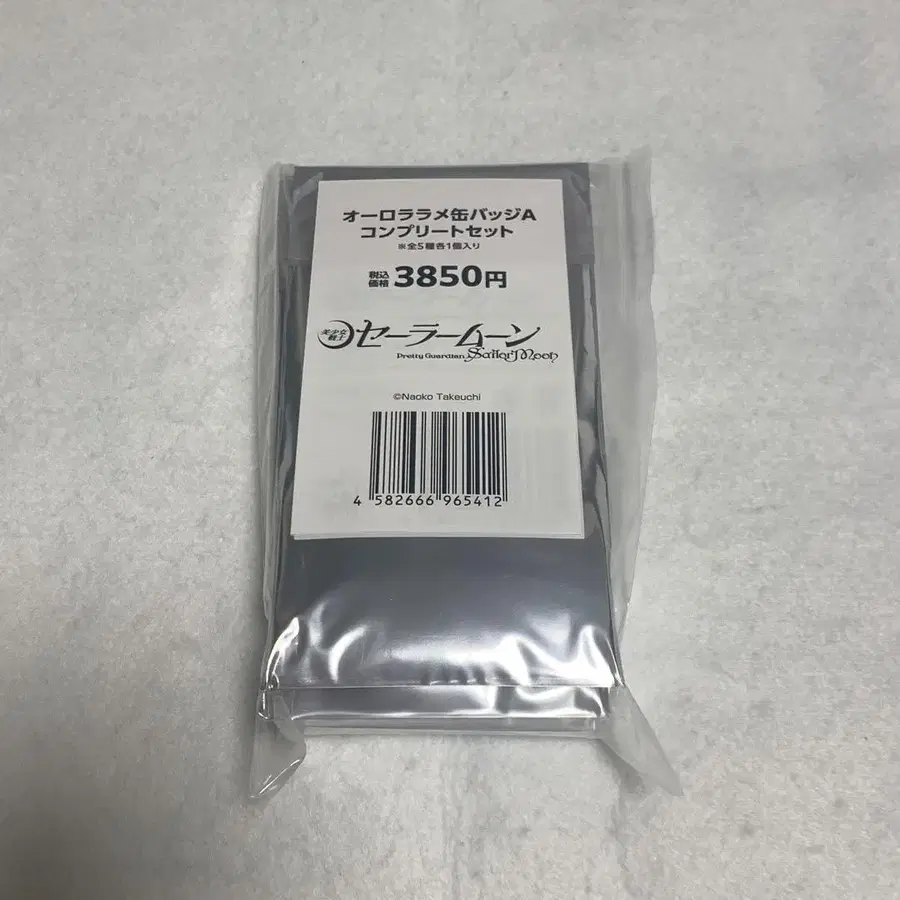 オーロララメ缶バッジA
コンプリートセット
※全5種各1個入り
税込
価格 3850円
美少女
戦士 セーラームーン
Pretty Guardian Sailor Moon
©Naoko Takeuchi
4 582666 965412